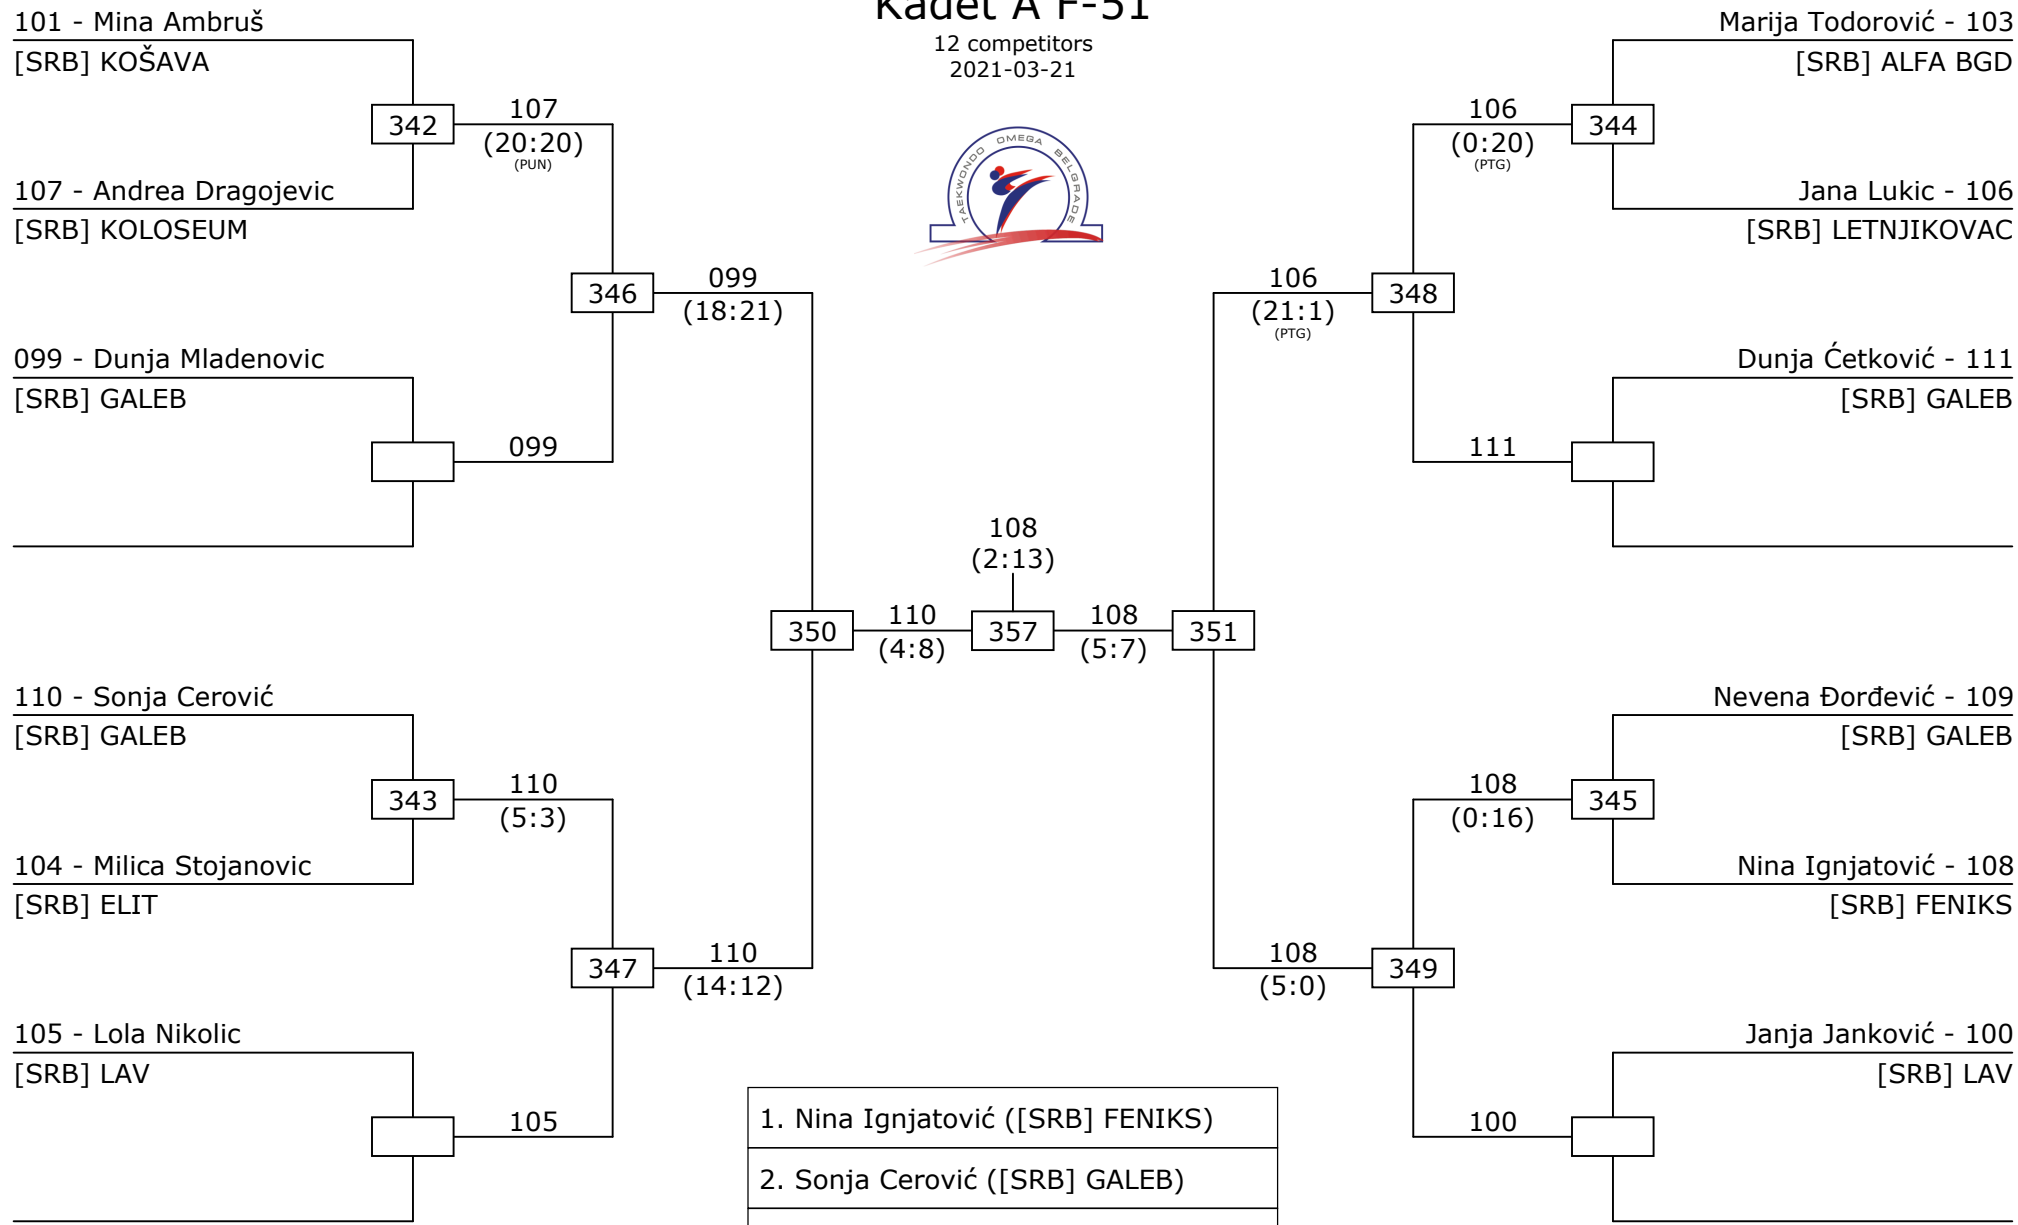 Kadet A F-51
12 competitors
2021-03-21
TAEKWONDO OMEGA BELGRADE
101 - Mina Ambruš
[SRB] KOŠAVA
342
107
(20:20)
(PUN)
107 - Andrea Dragojevic
[SRB] KOLOSEUM
346
099
(18:21)
099 - Dunja Mladenovic
[SRB] GALEB
099
350
110
(4:8)
110 - Sonja Cerović
[SRB] GALEB
343
110
(5:3)
104 - Milica Stojanovic
[SRB] ELIT
347
110
(14:12)
105 - Lola Nikolic
[SRB] LAV
105
108
(2:13)
357
Marija Todorović - 103
[SRB] ALFA BGD
106
(0:20)
(PTG)
344
Jana Lukic - 106
[SRB] LETNJIKOVAC
106
(21:1)
(PTG)
348
Dunja Ćetković - 111
[SRB] GALEB
111
108
(5:7)
351
Nevena Đorđević - 109
[SRB] GALEB
108
(0:16)
345
Nina Ignjatović - 108
[SRB] FENIKS
108
(5:0)
349
Janja Janković - 100
[SRB] LAV
100
1. Nina Ignjatović ([SRB] FENIKS)
2. Sonja Cerović ([SRB] GALEB)